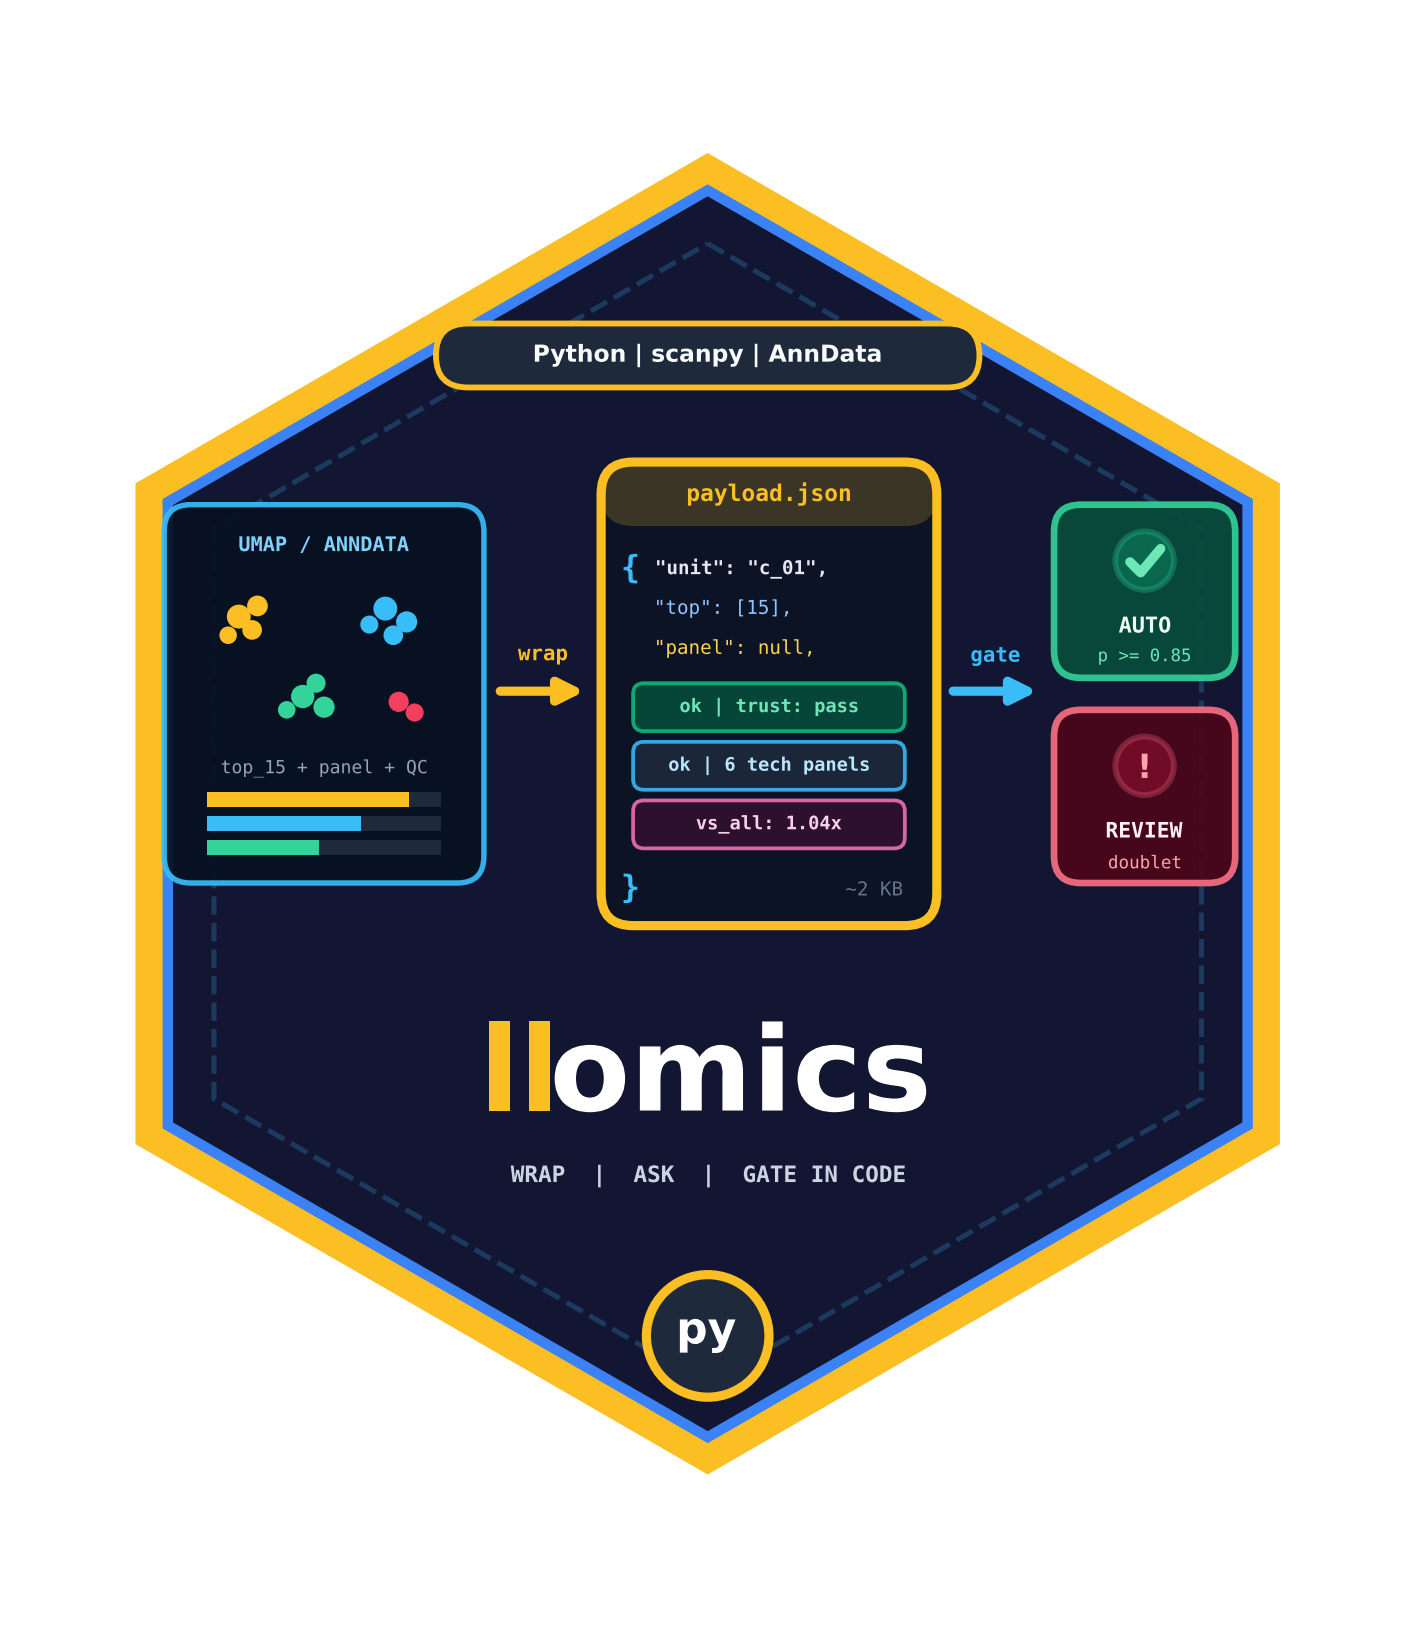 Python | scanpy | AnnData
UMAP / ANNDATA
top_15 + panel + QC
wrap
payload.json
{ "unit": "c_01",
"top": [15],
"panel": null,
ok | trust: pass
ok | 6 tech panels
vs_all: 1.04x
} ~2 KB
gate
AUTO
p >= 0.85
!
REVIEW
doublet
llomics
WRAP | ASK | GATE IN CODE
py